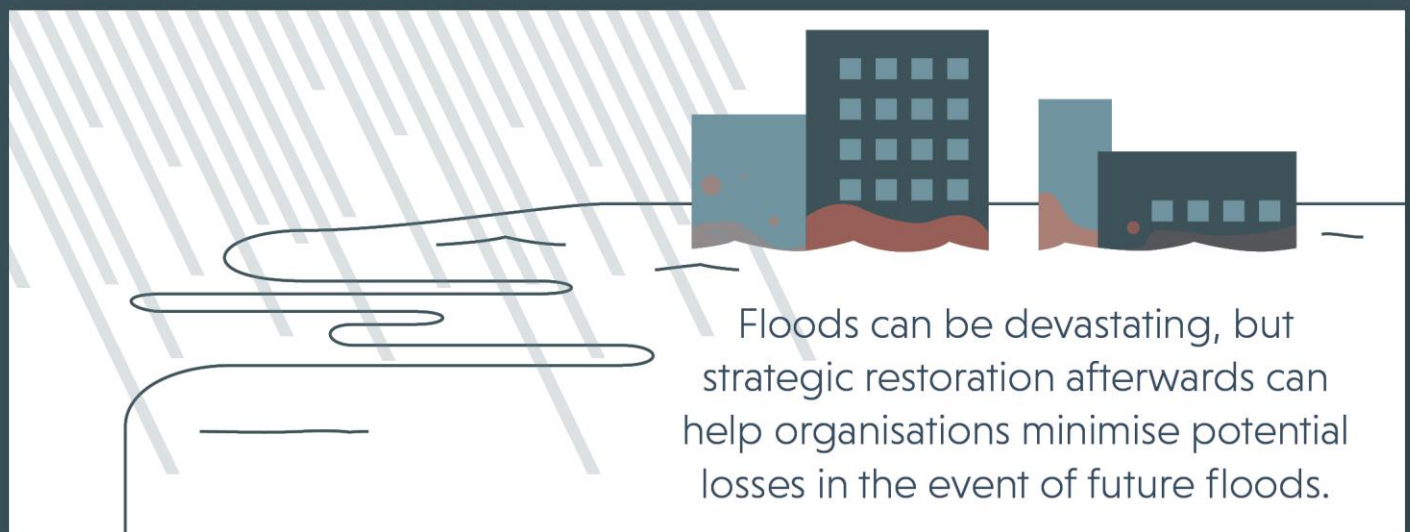 Floods can be devastating, but
strategic restoration afterwards can
help organisations minimise potential
losses in the event of future floods.